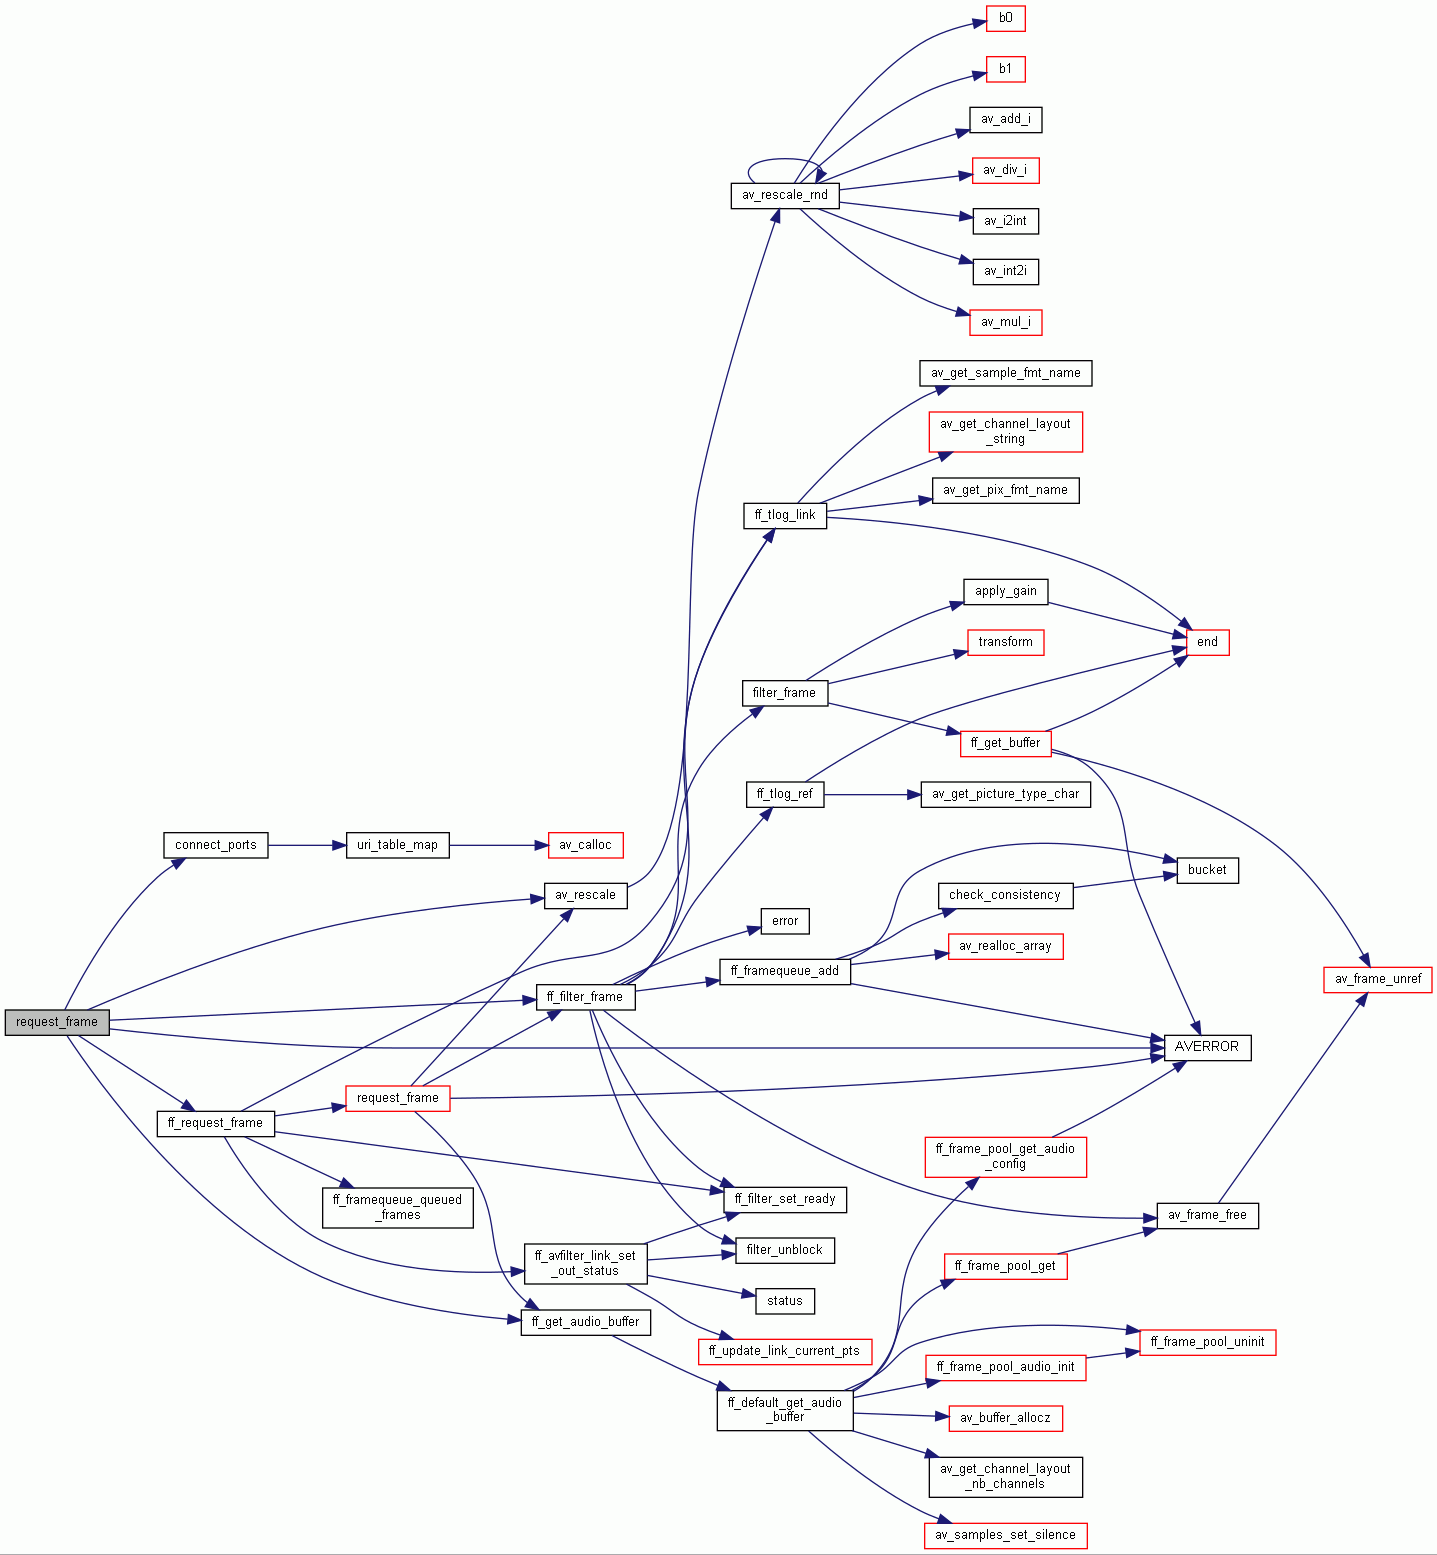 b0
b1
av_add_i
av_div_i
av_rescale_rnd
av_i2int
av_int2i
av_mul_i
av_get_sample_fmt_name
av_get_channel_layout
_string
av_get_pix_fmt_name
ff_tlog_link
apply_gain
end
transform
filter_frame
ff_get_buffer
ff_tlog_ref
av_get_picture_type_char
connect_ports
uri_table_map
av_calloc
bucket
av_rescale
check_consistency
error
av_realloc_array
ff_framequeue_add
av_frame_unref
ff_filter_frame
request_frame
AVERROR
request_frame
ff_request_frame
ff_frame_pool_get_audio
_config
ff_framequeue_queued
_frames
ff_filter_set_ready
av_frame_free
ff_avfilter_link_set
_out_status
filter_unblock
ff_frame_pool_get
status
ff_get_audio_buffer
ff_update_link_current_pts
ff_frame_pool_uninit
ff_frame_pool_audio_init
ff_default_get_audio
_buffer
av_buffer_allocz
av_get_channel_layout
_nb_channels
av_samples_set_silence